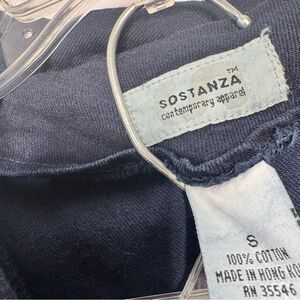 SOSTANZA™
contemporary apparel
S
100% COTTON
MADE IN HONG KO
RN 35546